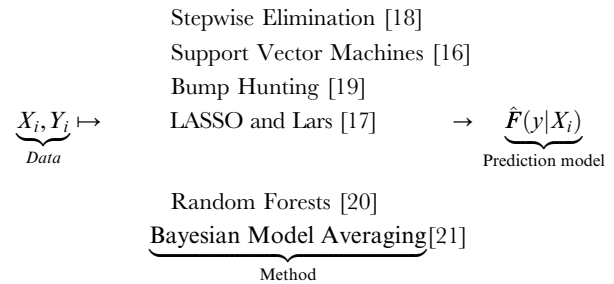 Stepwise Elimination [18]
Support Vector Machines [16]
Bump Hunting [19]
X_i, Y_i ↦ LASSO and Lars [17] → F̂(y|X_i)
Data Prediction model
Random Forests [20]
Bayesian Model Averaging[21]
Method